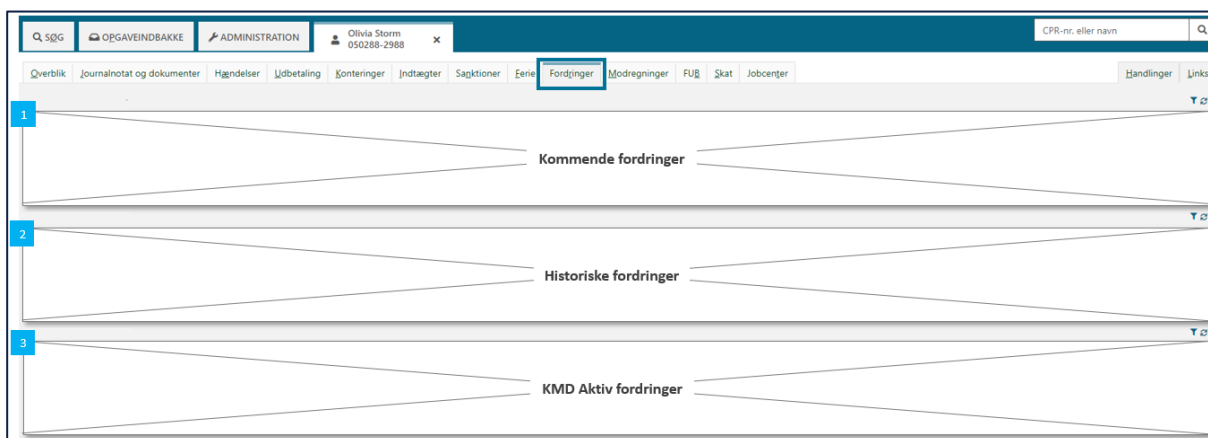 SØG
OPGAVEINDBAKKE
ADMINISTRATION
Olivia Storm
050288-2988
×
CPR-nr. eller navn
Overblik Journalnotat og dokumenter Hændelser Udbetaling Konteringer Indtægter Sanktioner Ferie Fordringer Modregninger FUB Skat Jobcenter Handlinger Links
1
Kommende fordringer
2
Historiske fordringer
3
KMD Aktiv fordringer